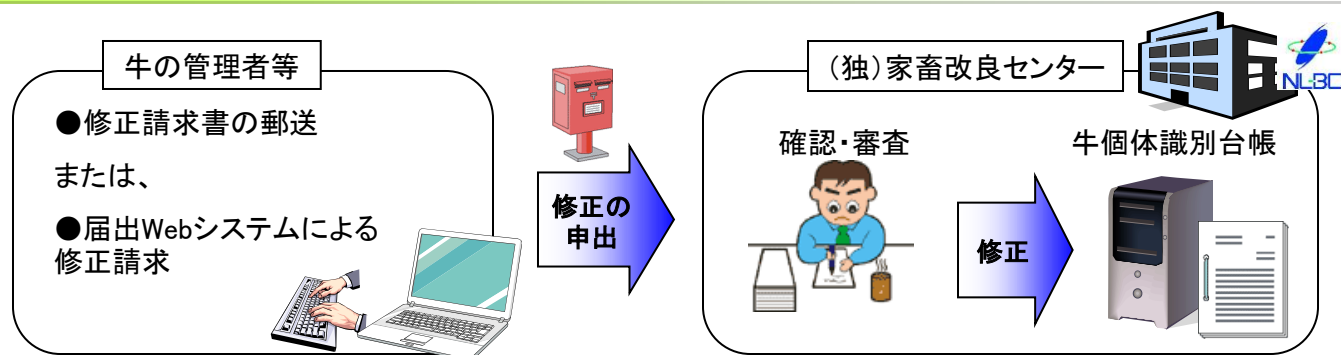 牛の管理者等
●修正請求書の郵送
または、
●届出Webシステムによる
修正請求
修正の
申出
（独）家畜改良センター
NLBC
確認・審査
修正
牛個体識別台帳